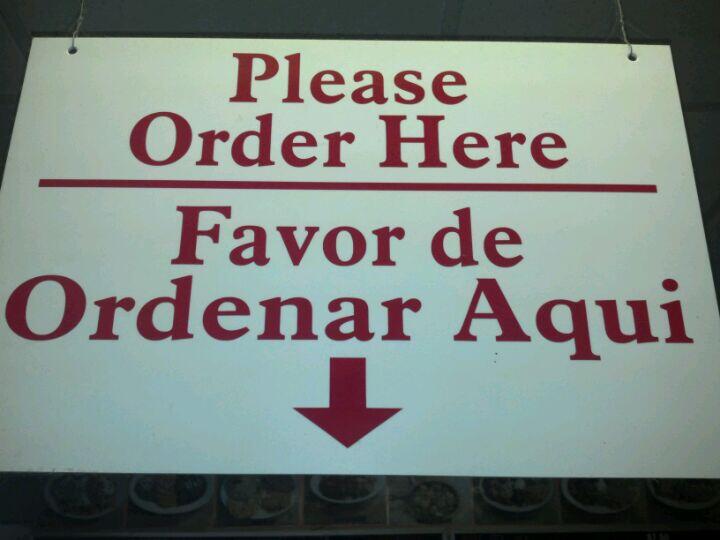 Please
Order Here
Favor de
Ordenar Aqui